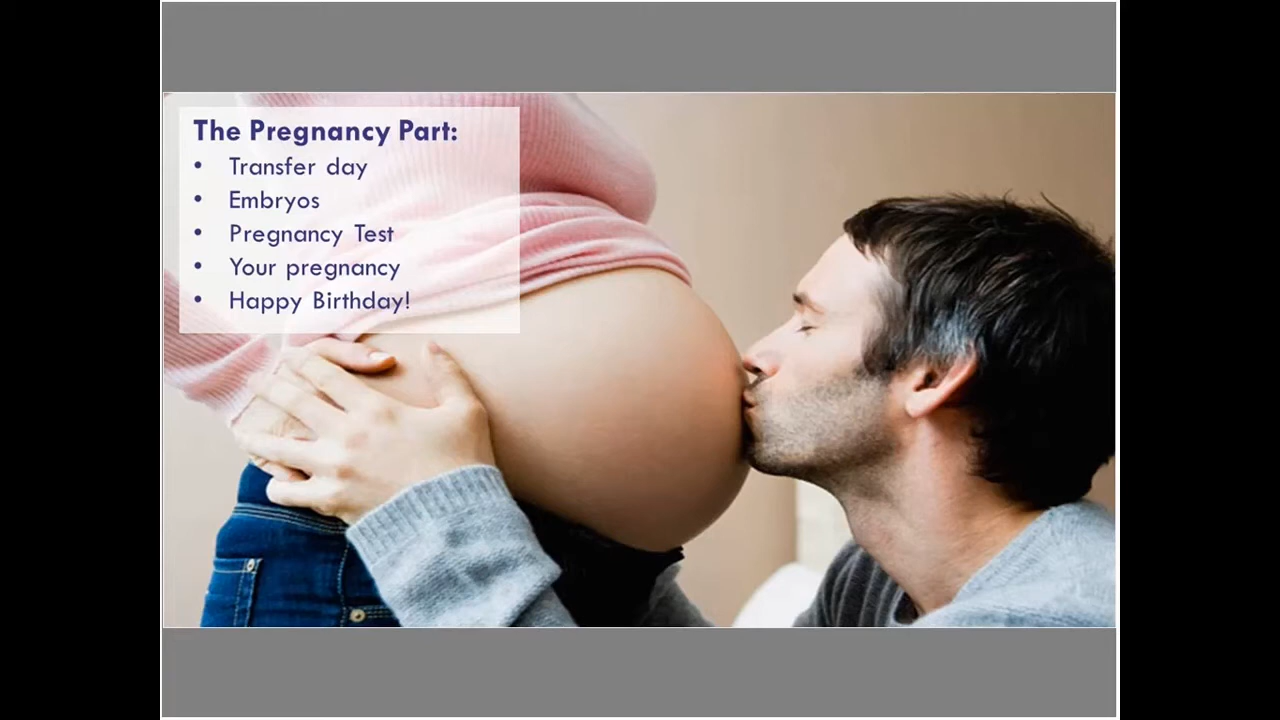 The Pregnancy Part:
• Transfer day
• Embryos
• Pregnancy Test
• Your pregnancy
• Happy Birthday!